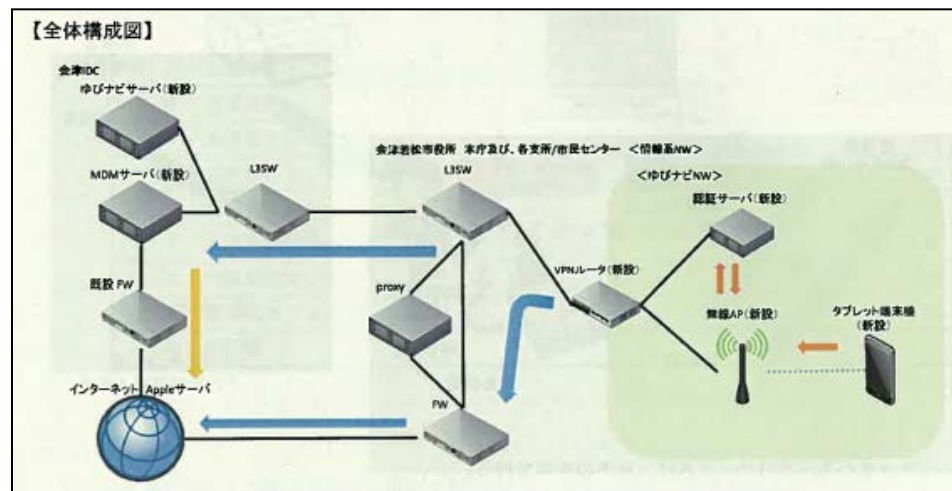 【全体構成図】
会津IDC
ゆびナビサーバ(新設)
MDMサーバ(新設)
L3SW
既設 FW
インターネット Appleサーバ
会津若松市役所 本庁及び、各支所/市民センター <情報系NW>
L3SW
proxy
FW
VPNルータ(新設)
<ゆびナビNW>
認証サーバ(新設)
無線AP(新設)
タブレット端末機
(新設)